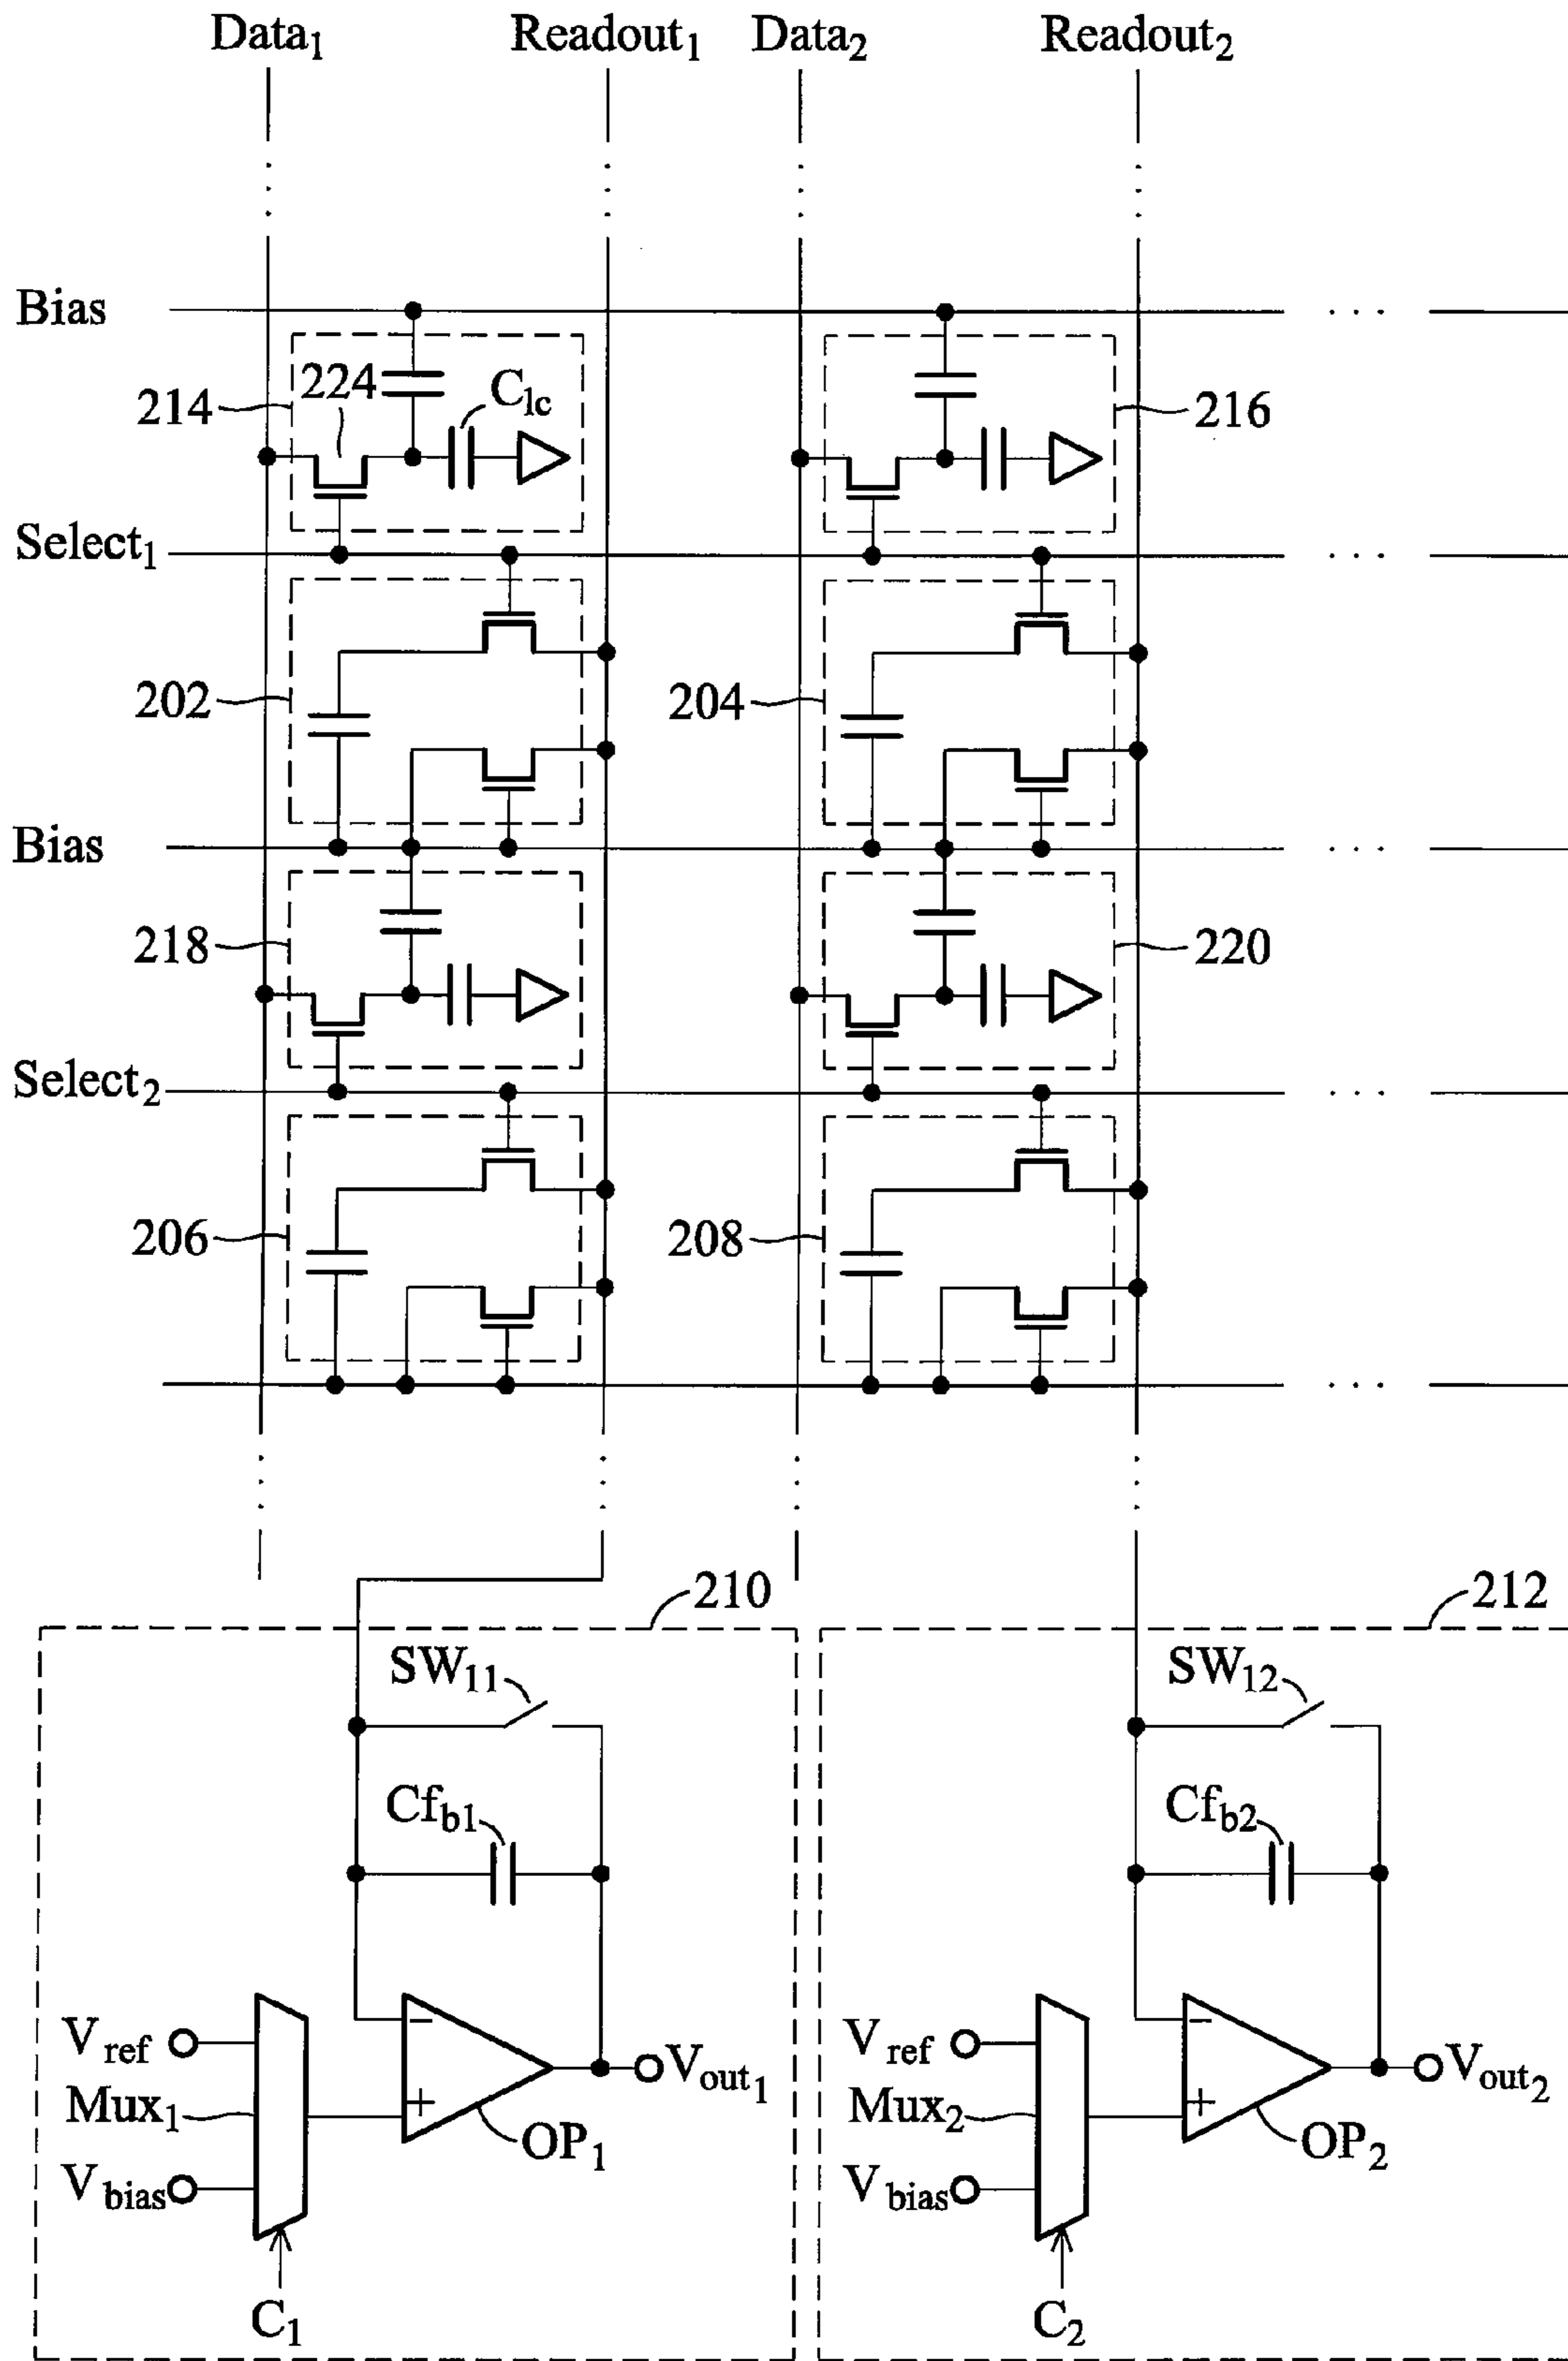 Data1 Readout1 Data2 Readout2
Bias
214 224 Clc 216
Select1
202 204
Bias
218 220
Select2
206 208
210 212
SW11 SW12
Cfb1 Cfb2
Vref Vref
Vout1 Vout2
Mux1 Mux2
OP1 OP2
Vbias Vbias
C1 C2